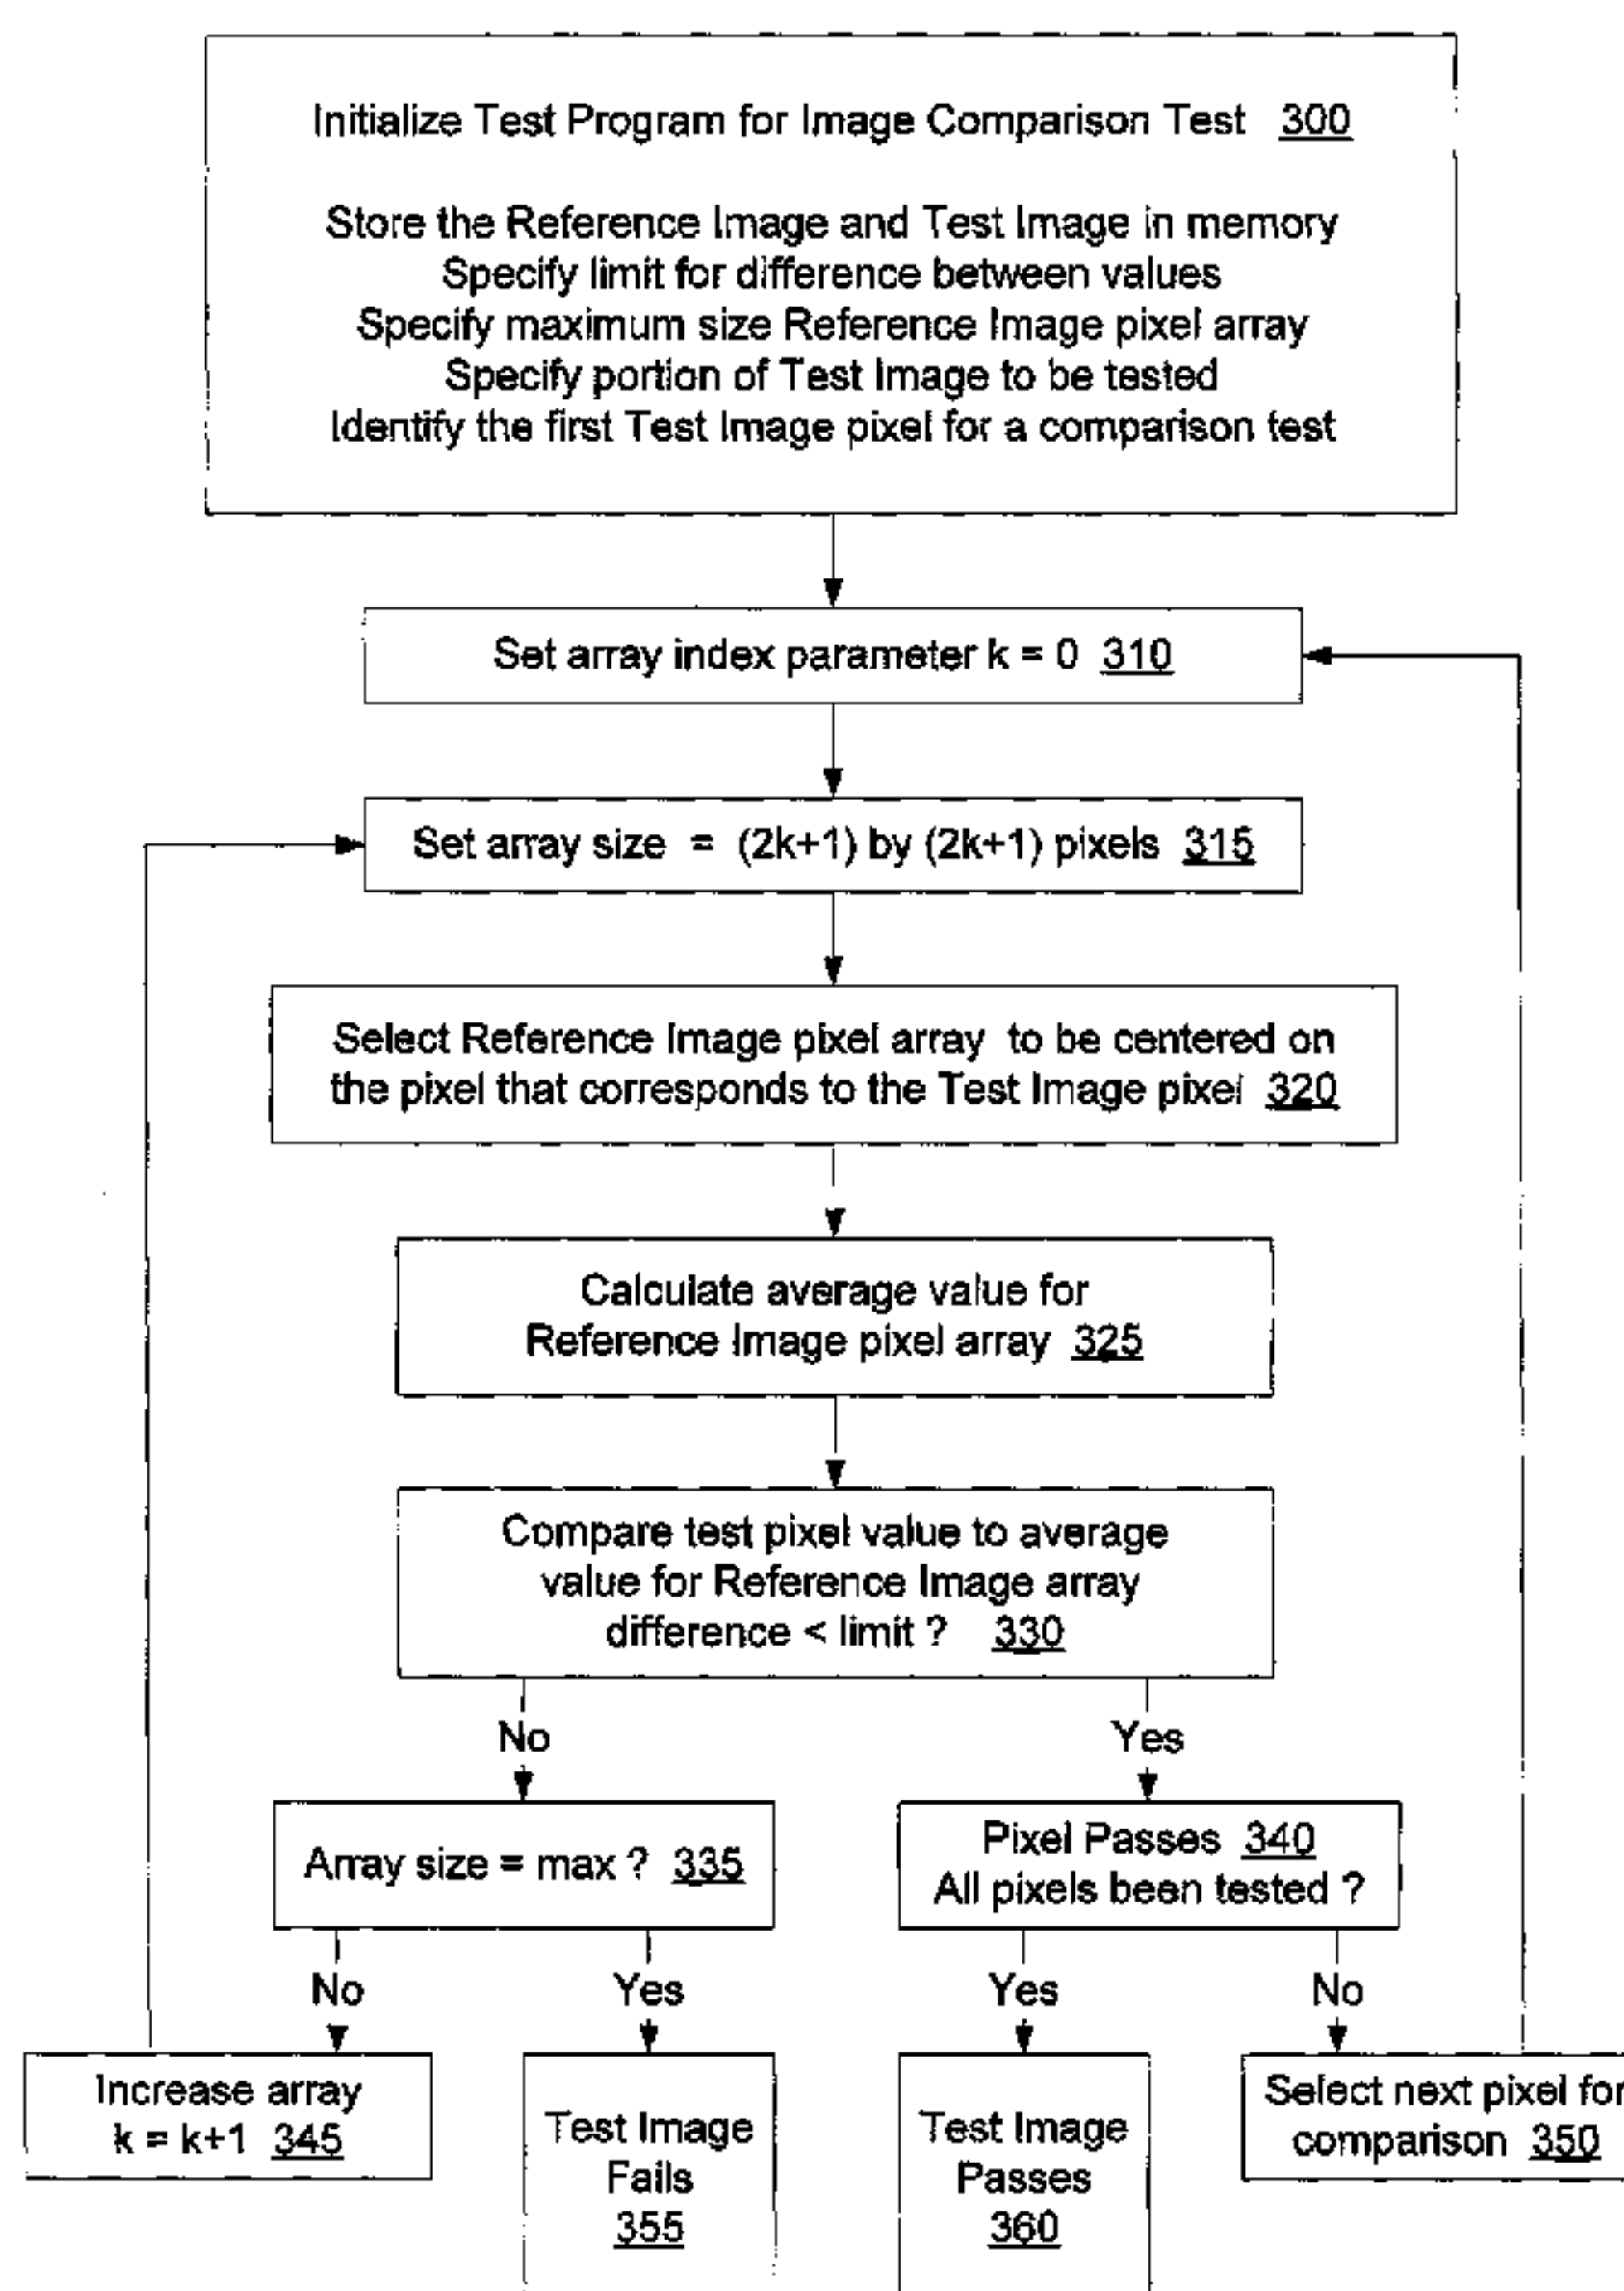 Initialize Test Program for Image Comparison Test 300
Store the Reference Image and Test Image in memory
Specify limit for difference between values
Specify maximum size Reference Image pixel array
Specify portion of Test Image to be tested
Identify the first Test Image pixel for a comparison test
Set array index parameter k = 0 310
Set array size = (2k+1) by (2k+1) pixels 315
Select Reference Image pixel array to be centered on
the pixel that corresponds to the Test Image pixel 320
Calculate average value for
Reference Image pixel array 325
Compare test pixel value to average
value for Reference Image array
difference < limit ? 330
No
Yes
Array size = max ? 335
Pixel Passes 340
All pixels been tested ?
No
Yes
Yes
No
Increase array
k = k+1 345
Test Image
Fails
355
Test Image
Passes
360
Select next pixel for
comparison 350